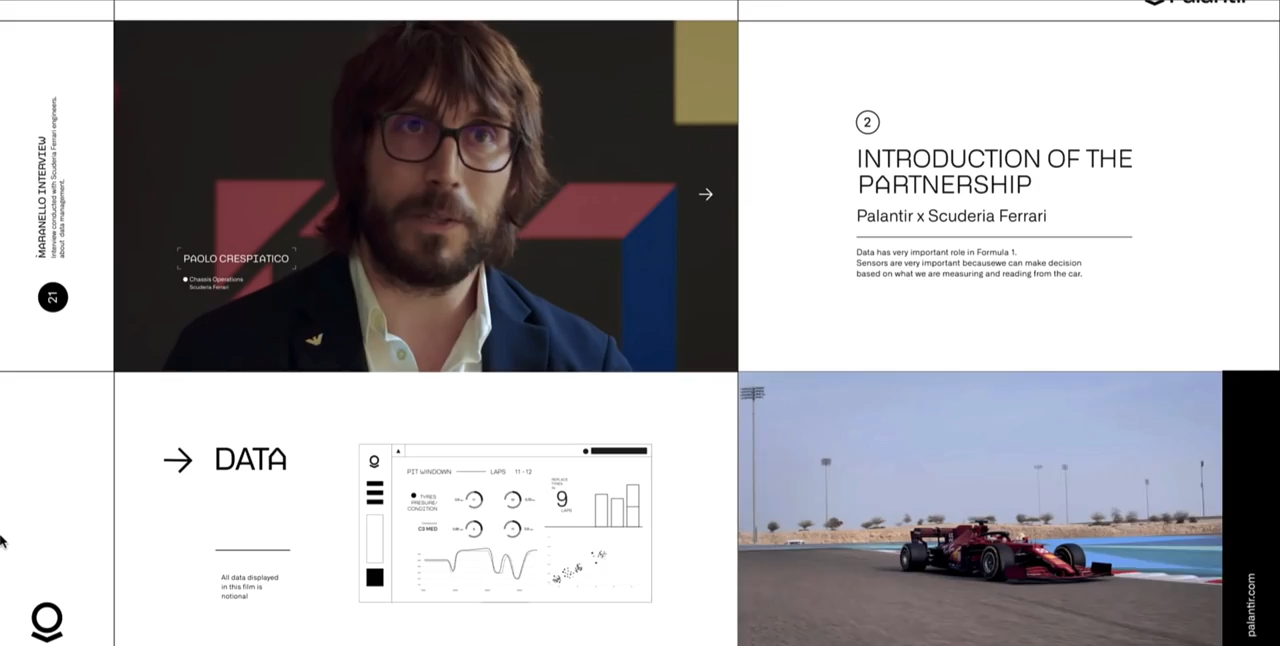 Palantir
MARANELLO INTERVIEW
Interview conducted with Scuderia Ferrari engineers.
about data management.
21
PAOLO CRESPIATICO
Chassis Operations
Scuderia Ferrari
2
INTRODUCTION OF THE
PARTNERSHIP
Palantir x Scuderia Ferrari
Data has very important role in Formula 1.
Sensors are very important becausewe can make decision
based on what we are measuring and reading from the car.
DATA
All data displayed
in this film is
notional
PIT WINDOWN
LAPS 11-12
TYRES
PRESURE/
CONDITION
C3 MED
REPLACE
TYRES
IN
9
LAPS
palantir.com